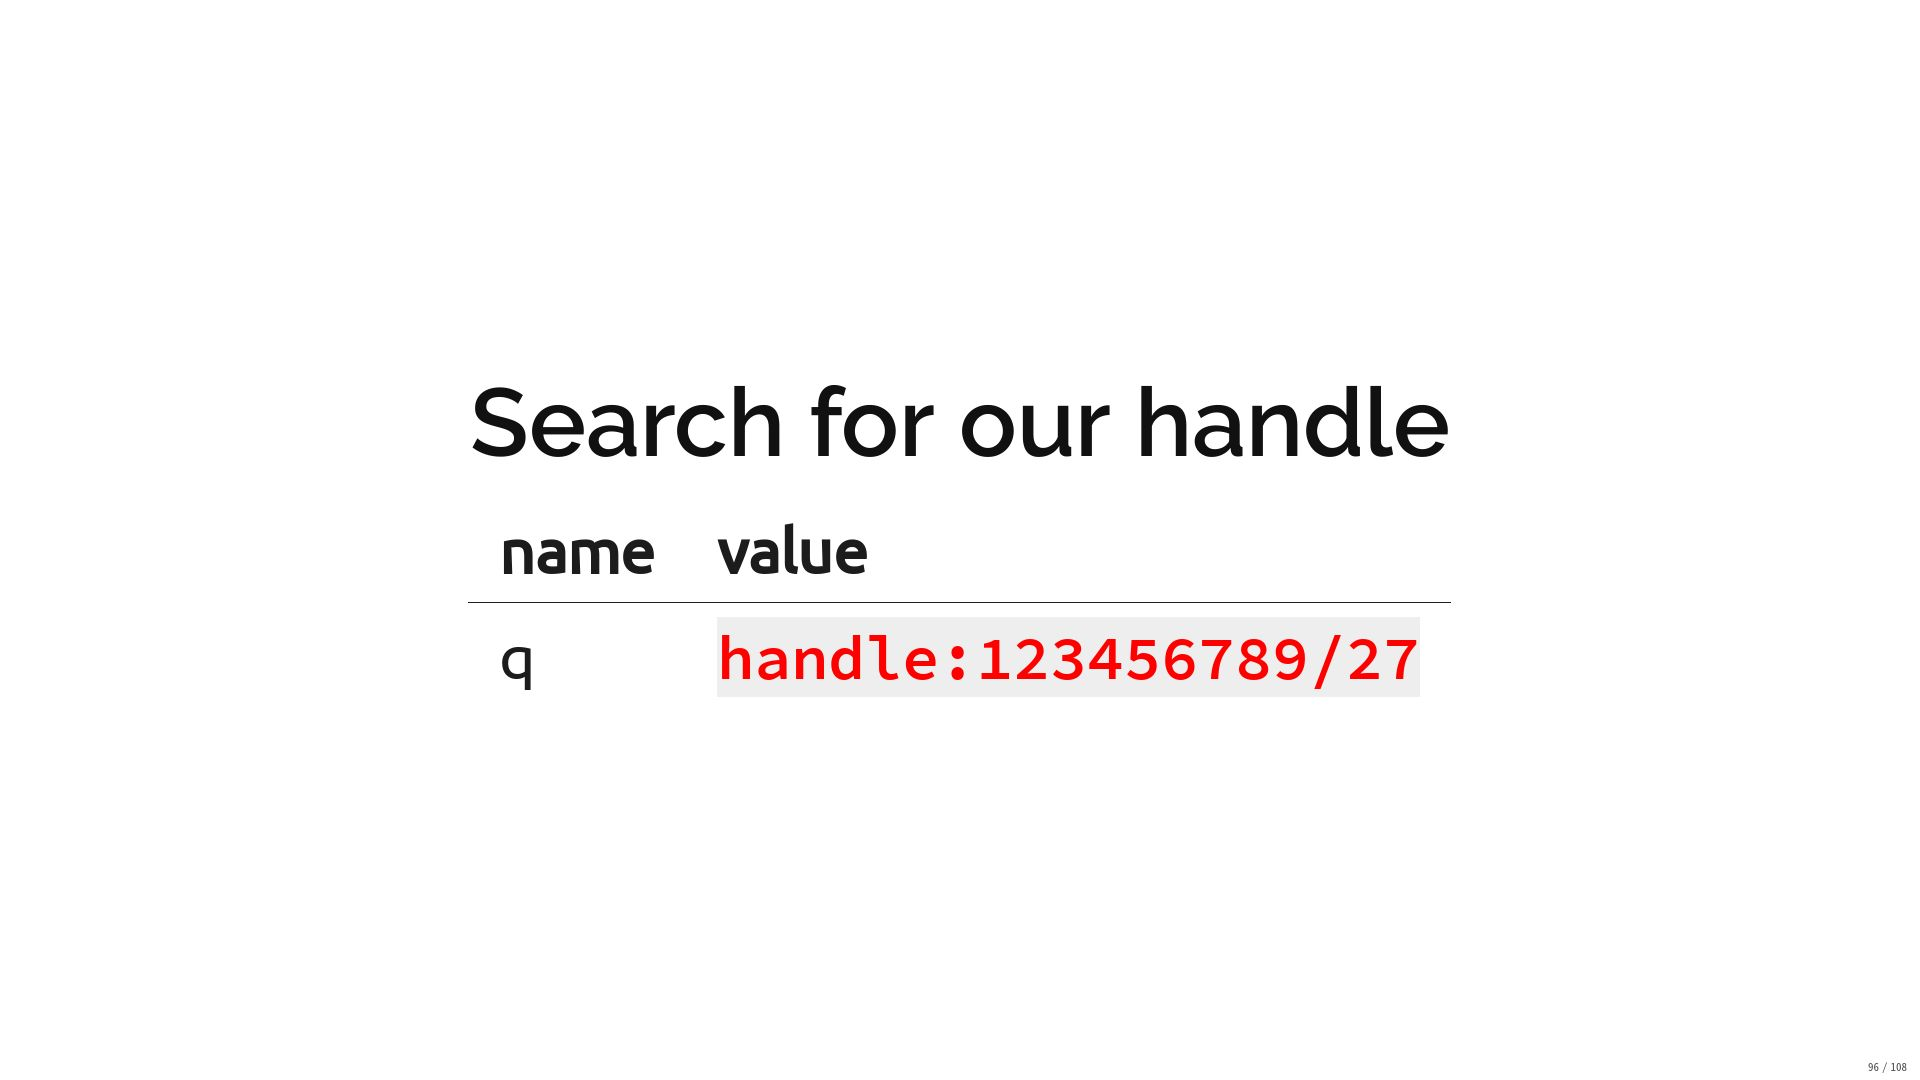 Search for our handle
name value
q handle:123456789/27
96 / 108